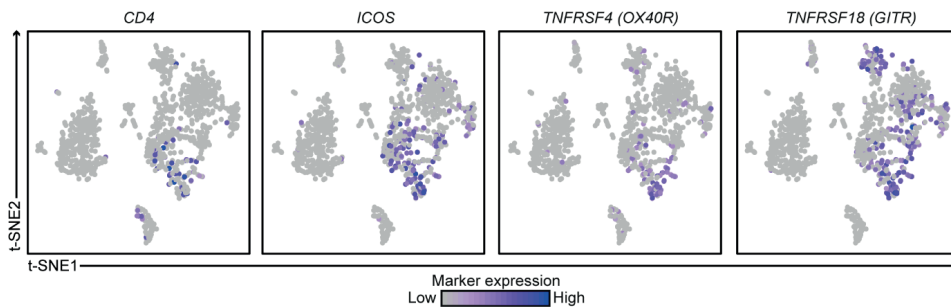 CD4 ICOS TNFRSF4 (OX40R) TNFRSF18 (GITR)
t-SNE2
t-SNE1
Marker expression
Low High